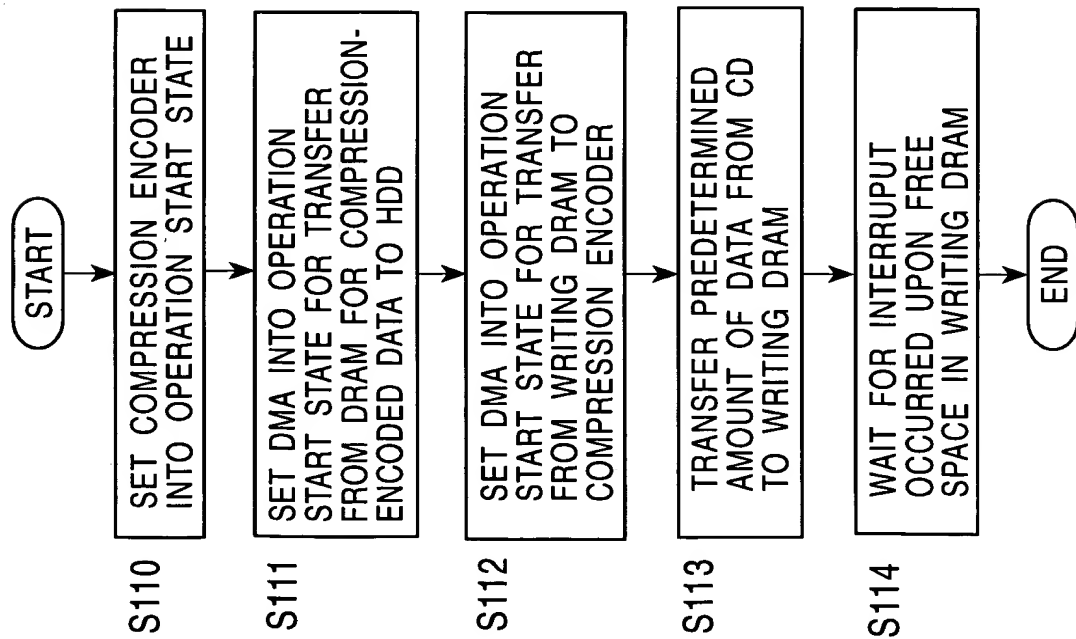 START
S110
SET COMPRESSION ENCODER
INTO OPERATION START STATE
S111
SET DMA INTO OPERATION
START STATE FOR TRANSFER
FROM DRAM FOR COMPRESSION-
ENCODED DATA TO HDD
S112
SET DMA INTO OPERATION
START STATE FOR TRANSFER
FROM WRITING DRAM TO
COMPRESSION ENCODER
S113
TRANSFER PREDETERMINED
AMOUNT OF DATA FROM CD
TO WRITING DRAM
S114
WAIT FOR INTERRUPUT
OCCURRED UPON FREE
SPACE IN WRITING DRAM
END